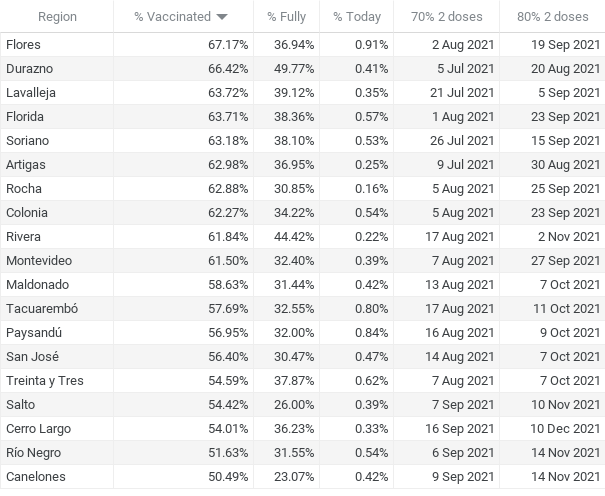 Region % Vaccinated % Fully % Today 70% 2 doses 80% 2 doses
Flores 67.17% 36.94% 0.91% 2 Aug 2021 19 Sep 2021
Durazno 66.42% 49.77% 0.41% 5 Jul 2021 20 Aug 2021
Lavalleja 63.72% 39.12% 0.35% 21 Jul 2021 5 Sep 2021
Florida 63.71% 38.36% 0.57% 1 Aug 2021 23 Sep 2021
Soriano 63.18% 38.10% 0.53% 26 Jul 2021 15 Sep 2021
Artigas 62.98% 36.95% 0.25% 9 Jul 2021 30 Aug 2021
Rocha 62.88% 30.85% 0.16% 5 Aug 2021 25 Sep 2021
Colonia 62.27% 34.22% 0.54% 5 Aug 2021 23 Sep 2021
Rivera 61.84% 44.42% 0.22% 17 Aug 2021 2 Nov 2021
Montevideo 61.50% 32.40% 0.39% 7 Aug 2021 27 Sep 2021
Maldonado 58.63% 31.44% 0.42% 13 Aug 2021 7 Oct 2021
Tacuarembó 57.69% 32.55% 0.80% 17 Aug 2021 11 Oct 2021
Paysandú 56.95% 32.00% 0.84% 16 Aug 2021 9 Oct 2021
San José 56.40% 30.47% 0.47% 14 Aug 2021 7 Oct 2021
Treinta y Tres 54.59% 37.87% 0.62% 7 Aug 2021 7 Oct 2021
Salto 54.42% 26.00% 0.39% 7 Sep 2021 10 Nov 2021
Cerro Largo 54.01% 36.23% 0.33% 16 Sep 2021 10 Dec 2021
Río Negro 51.63% 31.55% 0.54% 6 Sep 2021 14 Nov 2021
Canelones 50.49% 23.07% 0.42% 9 Sep 2021 14 Nov 2021